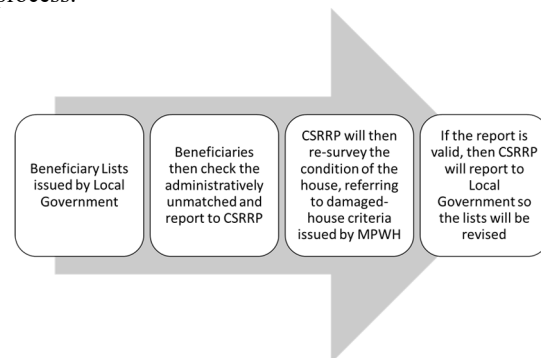 Beneficiary Lists
issued by Local
Government
Beneficiaries
then check the
administratively
unmatched and
report to CSRRP
CSRRP will then
re-survey the
condition of the
house, referring
to damaged-
house criteria
issued by MPWH
If the report is
valid, then CSRRP
will report to
Local
Government so
the lists will be
revised